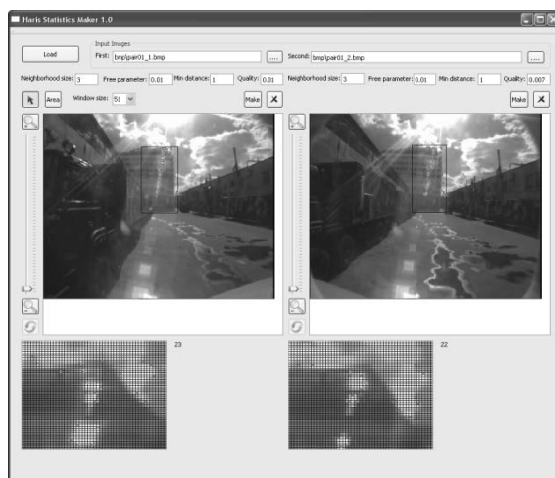 Haris Statistics Maker 1.0
Input Images
Load
First: bmp\pair01_1.bmp ....
Second: bmp\pair01_2.bmp ....
Neighborhood size: 3 Free parameter: 0.01 Min distance: 1 Quality: 0.01
Neighborhood size: 3 Free parameter: 0.01 Min distance: 1 Quality: 0.007
Area Window size: 51 Make
Make
23
22